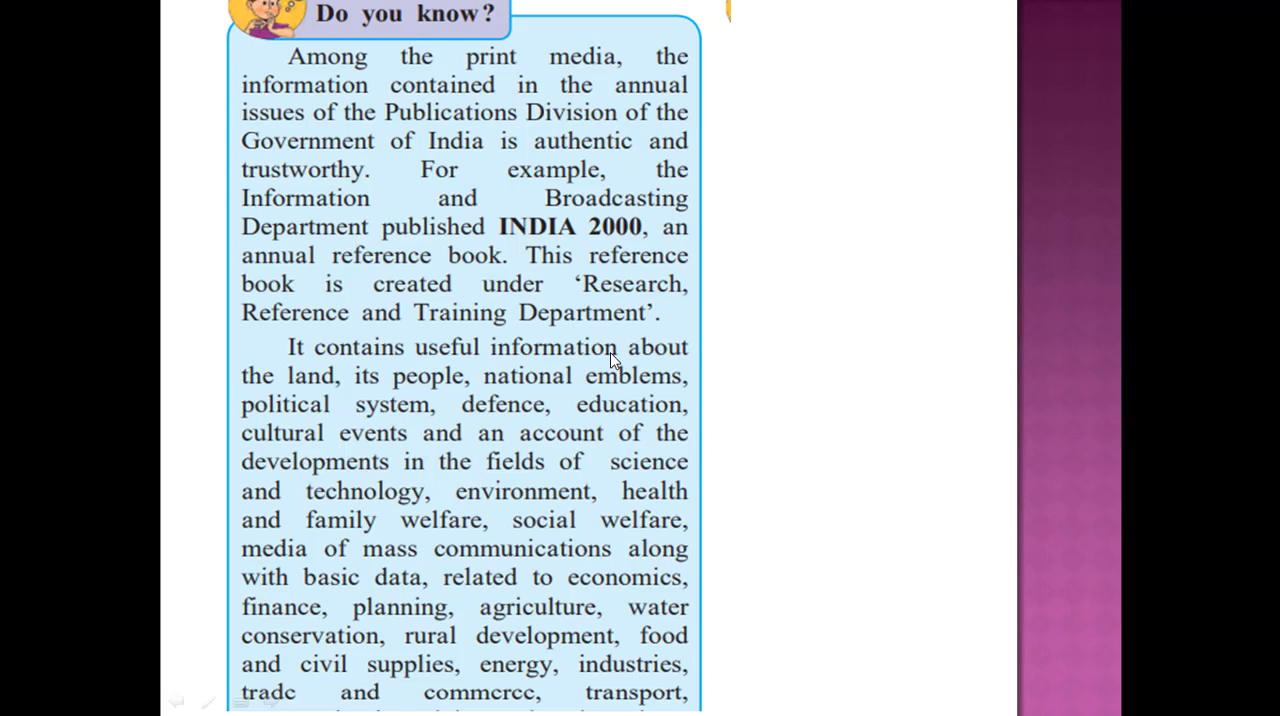 Do you know?
Among the print media, the
information contained in the annual
issues of the Publications Division of the
Government of India is authentic and
trustworthy. For example, the
Information and Broadcasting
Department published INDIA 2000, an
annual reference book. This reference
book is created under ‘Research,
Reference and Training Department’.
It contains useful information about
the land, its people, national emblems,
political system, defence, education,
cultural events and an account of the
developments in the fields of science
and technology, environment, health
and family welfare, social welfare,
media of mass communications along
with basic data, related to economics,
finance, planning, agriculture, water
conservation, rural development, food
and civil supplies, energy, industries,
trade and commerce, transport,